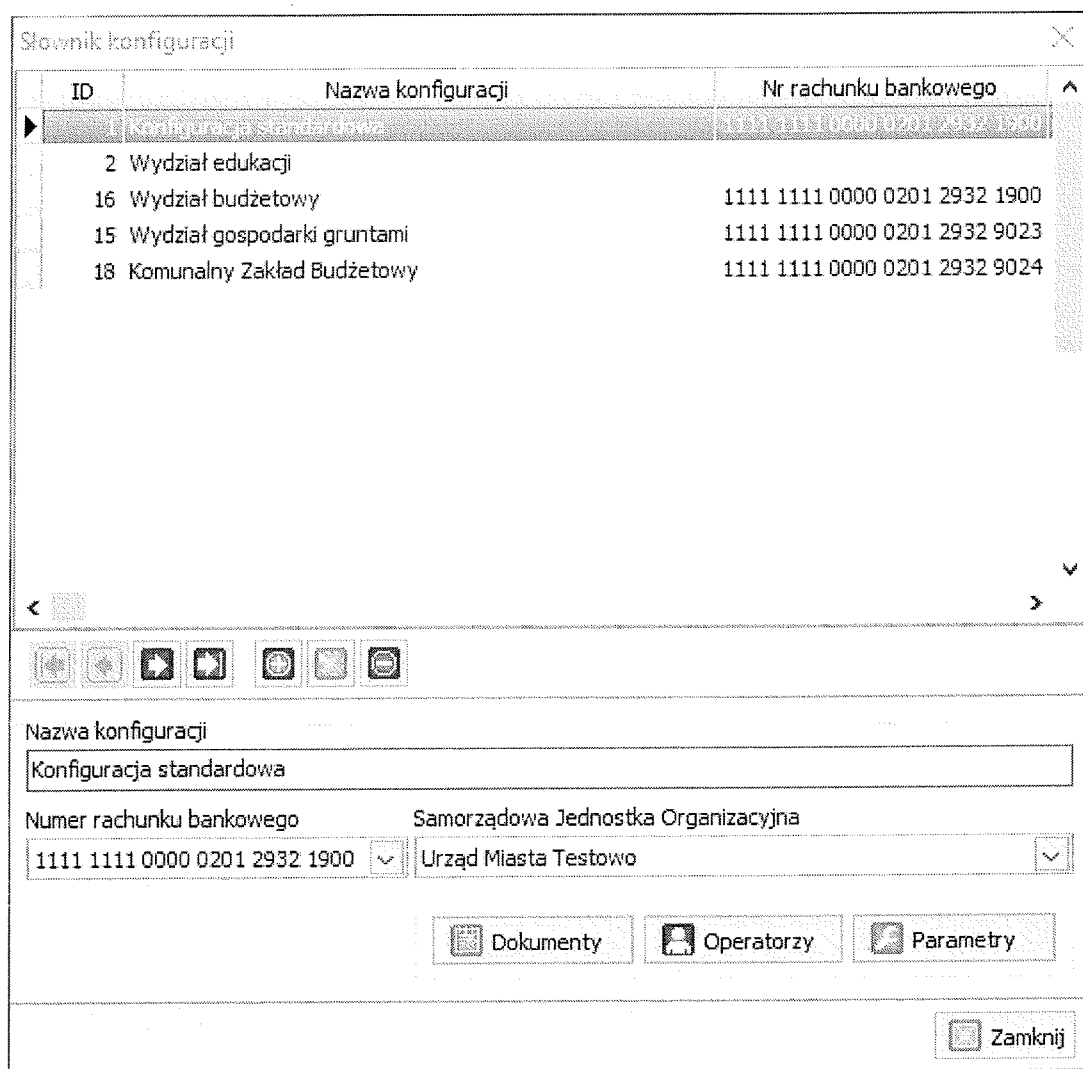 Słownik konfiguracji
ID Nazwa konfiguracji Nr rachunku bankowego
1 Konfiguracja standardowa 1111 1111 0000 0201 2932 1900
2 Wydział edukacji
16 Wydział budżetowy 1111 1111 0000 0201 2932 1900
15 Wydział gospodarki gruntami 1111 1111 0000 0201 2932 9023
18 Komunalny Zakład Budżetowy 1111 1111 0000 0201 2932 9024
Nazwa konfiguracji
Konfiguracja standardowa
Numer rachunku bankowego Samorządowa Jednostka Organizacyjna
1111 1111 0000 0201 2932 1900 Urząd Miasta Testowo
Dokumenty Operatorzy Parametry
Zamknij